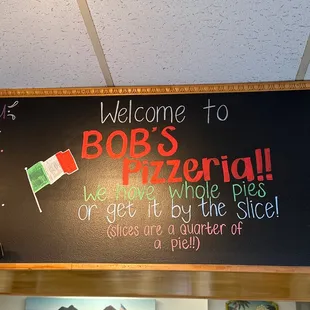 Welcome to
BOB'S
Pizzeria!!
We have whole pies
or get it by the slice!
(slices are a quarter of
a pie!!)